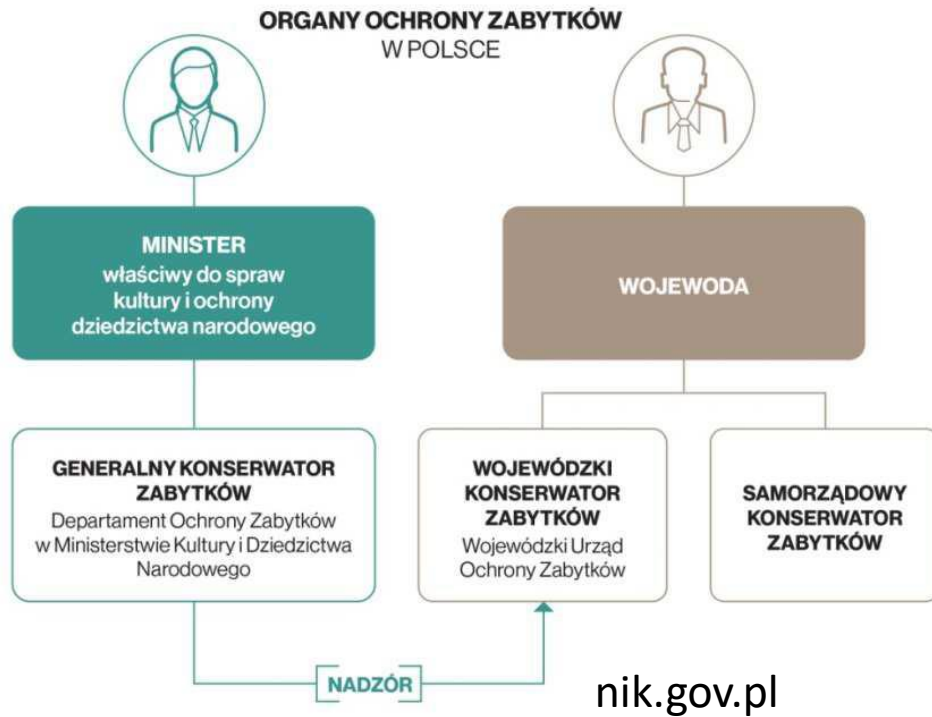 ORGANY OCHRONY ZABYTKÓW
W POLSCE
MINISTER
właściwy do spraw
kultury i ochrony
dziedzictwa narodowego
WOJEWODA
GENERALNY KONSERWATOR
ZABYTKÓW
Departament Ochrony Zabytków
w Ministerstwie Kultury i Dziedzictwa
Narodowego
WOJEWÓDZKI
KONSERWATOR
ZABYTKÓW
Wojewódzki Urząd
Ochrony Zabytków
SAMORZĄDOWY
KONSERWATOR
ZABYTKÓW
NADZÓR
nik.gov.pl